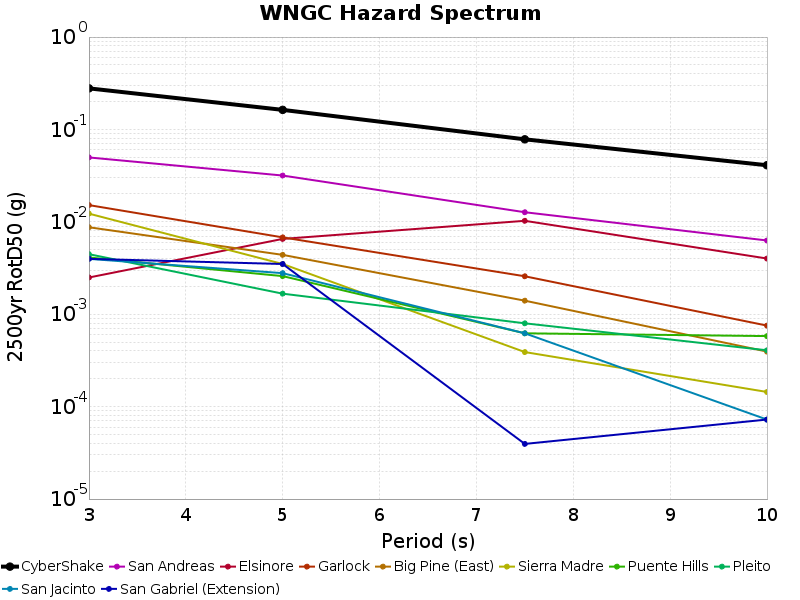 WNGC Hazard Spectrum
10^0
10^-1
10^-2
10^-3
10^-4
10^-5
2500yr RotD50 (g)
3 4 5 6 7 8 9 10
Period (s)
CyberShake San Andreas Elsinore Garlock Big Pine (East) Sierra Madre Puente Hills Pleito
San Jacinto San Gabriel (Extension)